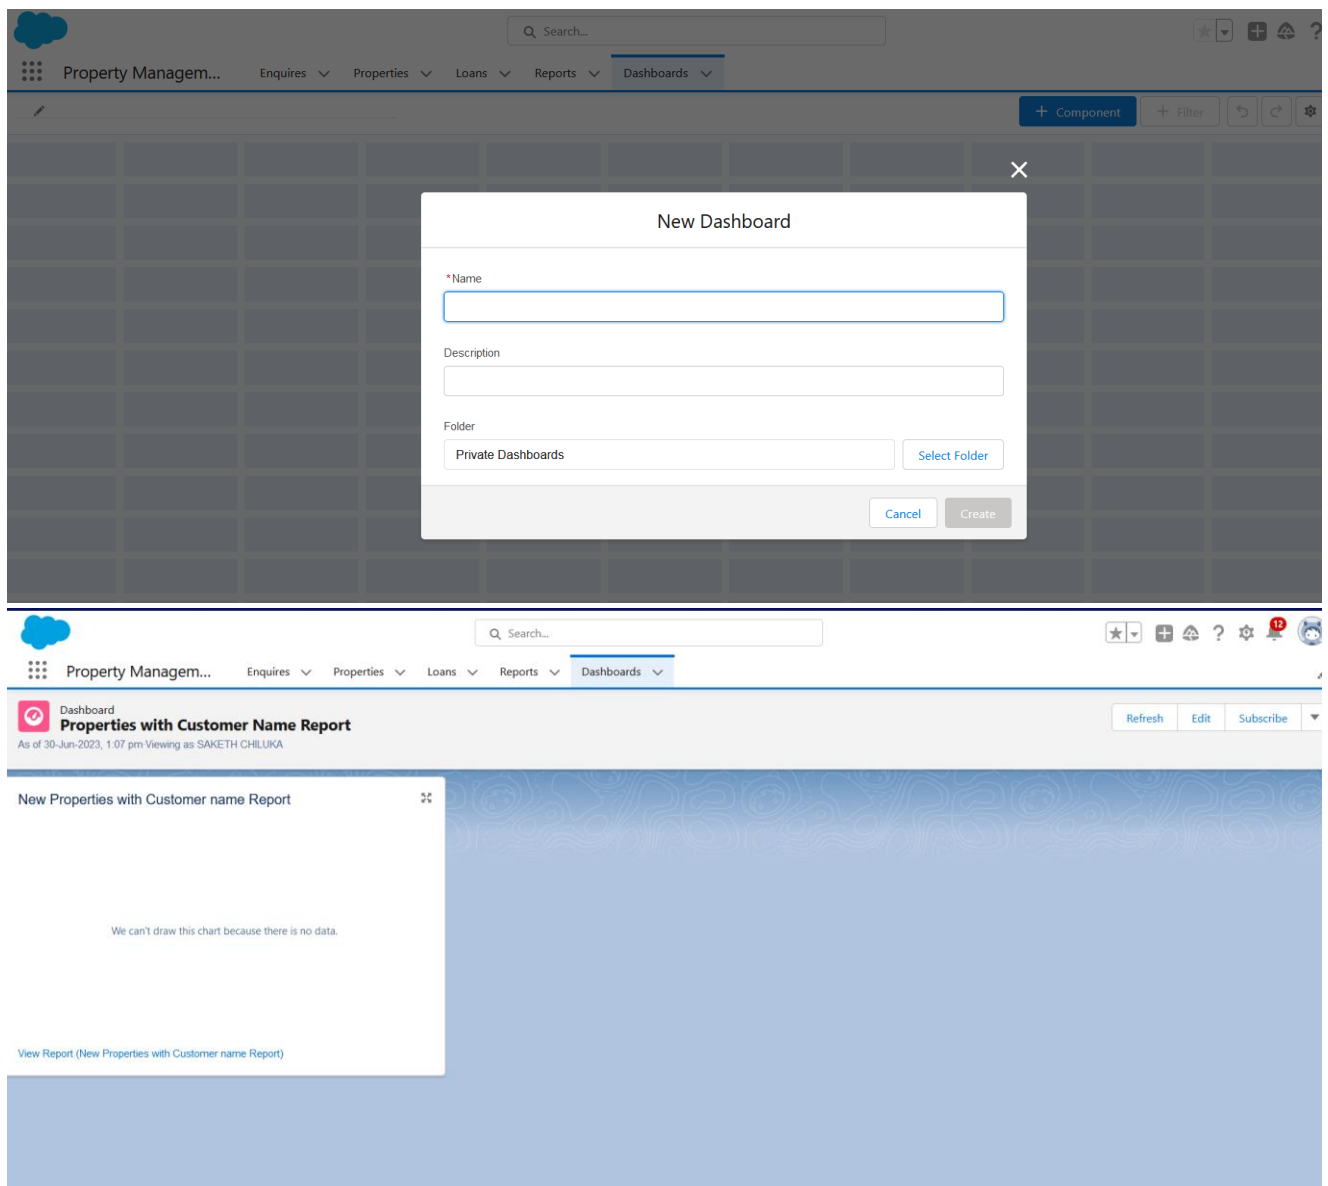 Search...
Property Managem... Enquires Properties Loans Reports Dashboards
+ Component + Filter
New Dashboard
*Name
Description
Folder
Private Dashboards Select Folder
Cancel Create
Search...
12
Property Managem... Enquires Properties Loans Reports Dashboards
Dashboard
Properties with Customer Name Report
Refresh Edit Subscribe
As of 30-Jun-2023, 1:07 pm·Viewing as SAKETH CHILUKA
New Properties with Customer name Report
We can't draw this chart because there is no data.
View Report (New Properties with Customer name Report)